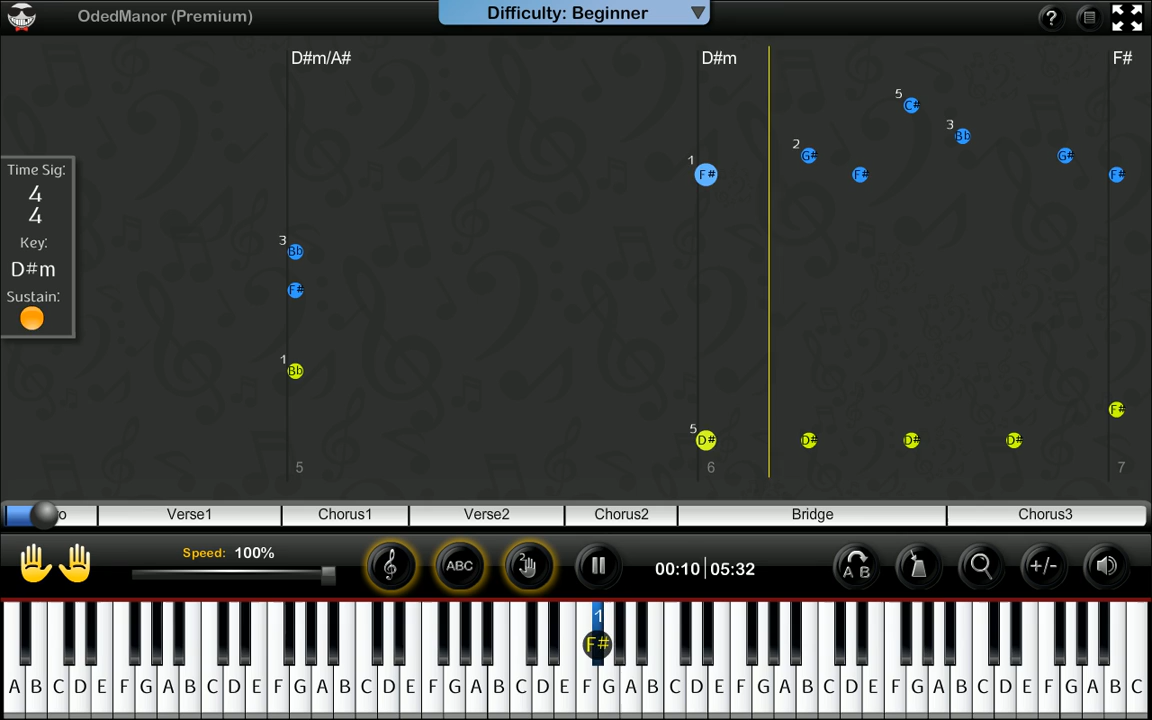 OdedManor (Premium)
Difficulty: Beginner
?
D#m/A#
D#m
F#
5
C#
3
Bb
2
G#
F#
G#
F#
1
F#
Time Sig:
4
4
Key:
D#m
Sustain:
3
Bb
F#
1
Bb
F#
5
D#
D#
D#
D#
5
6
7
o
Verse1
Chorus1
Verse2
Chorus2
Bridge
Chorus3
Speed: 100%
ABC
2
00:10 | 05:32
A B
+/-
1
F#
A B C D E F G A B C D E F G A B C D E F G A B C D E F G A B C D E F G A B C D E F G A B C D E F G A B C